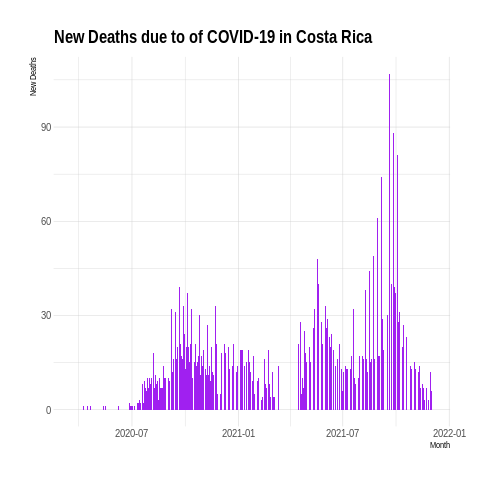 New Deaths due to of COVID-19 in Costa Rica
New Deaths
90
60
30
0
2020-07
2021-01
2021-07
2022-01
Month